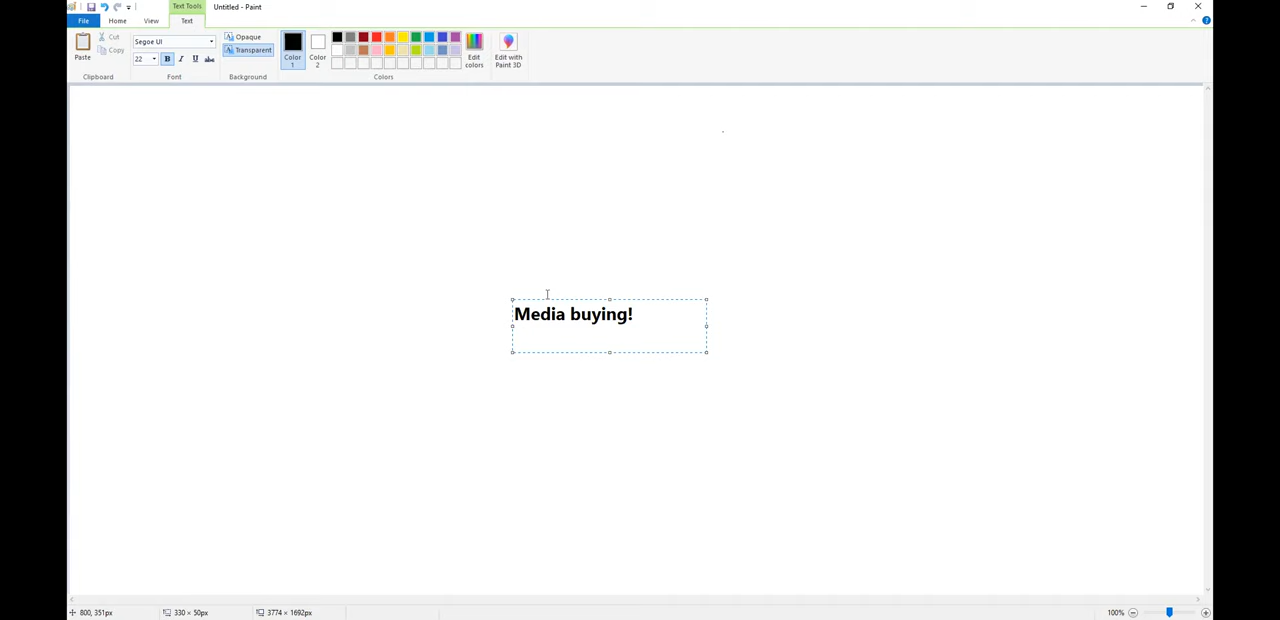 Text Tools
Untitled - Paint
File
Home
View
Text
Paste
Cut
Copy
Clipboard
Segoe UI
22
B
I
U
abc
Font
Opaque
Transparent
Background
Color
1
Color
2
Colors
Edit
colors
Edit with
Paint 3D
Media buying!
800, 351px
330 × 50px
3774 × 1692px
100%